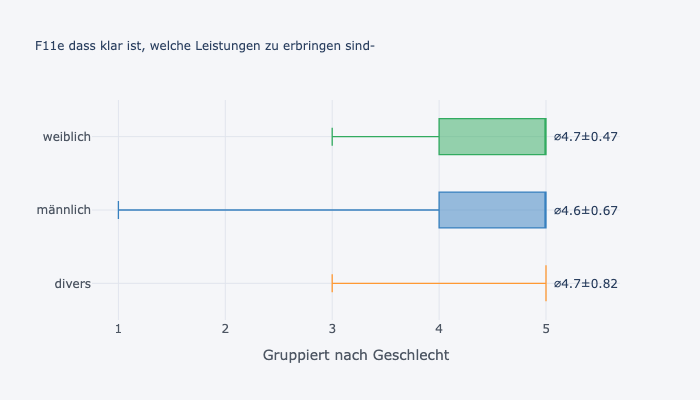 F11e dass klar ist, welche Leistungen zu erbringen sind-
weiblich
⌀4.7±0.47
männlich
⌀4.6±0.67
divers
⌀4.7±0.82
1 2 3 4 5
Gruppiert nach Geschlecht